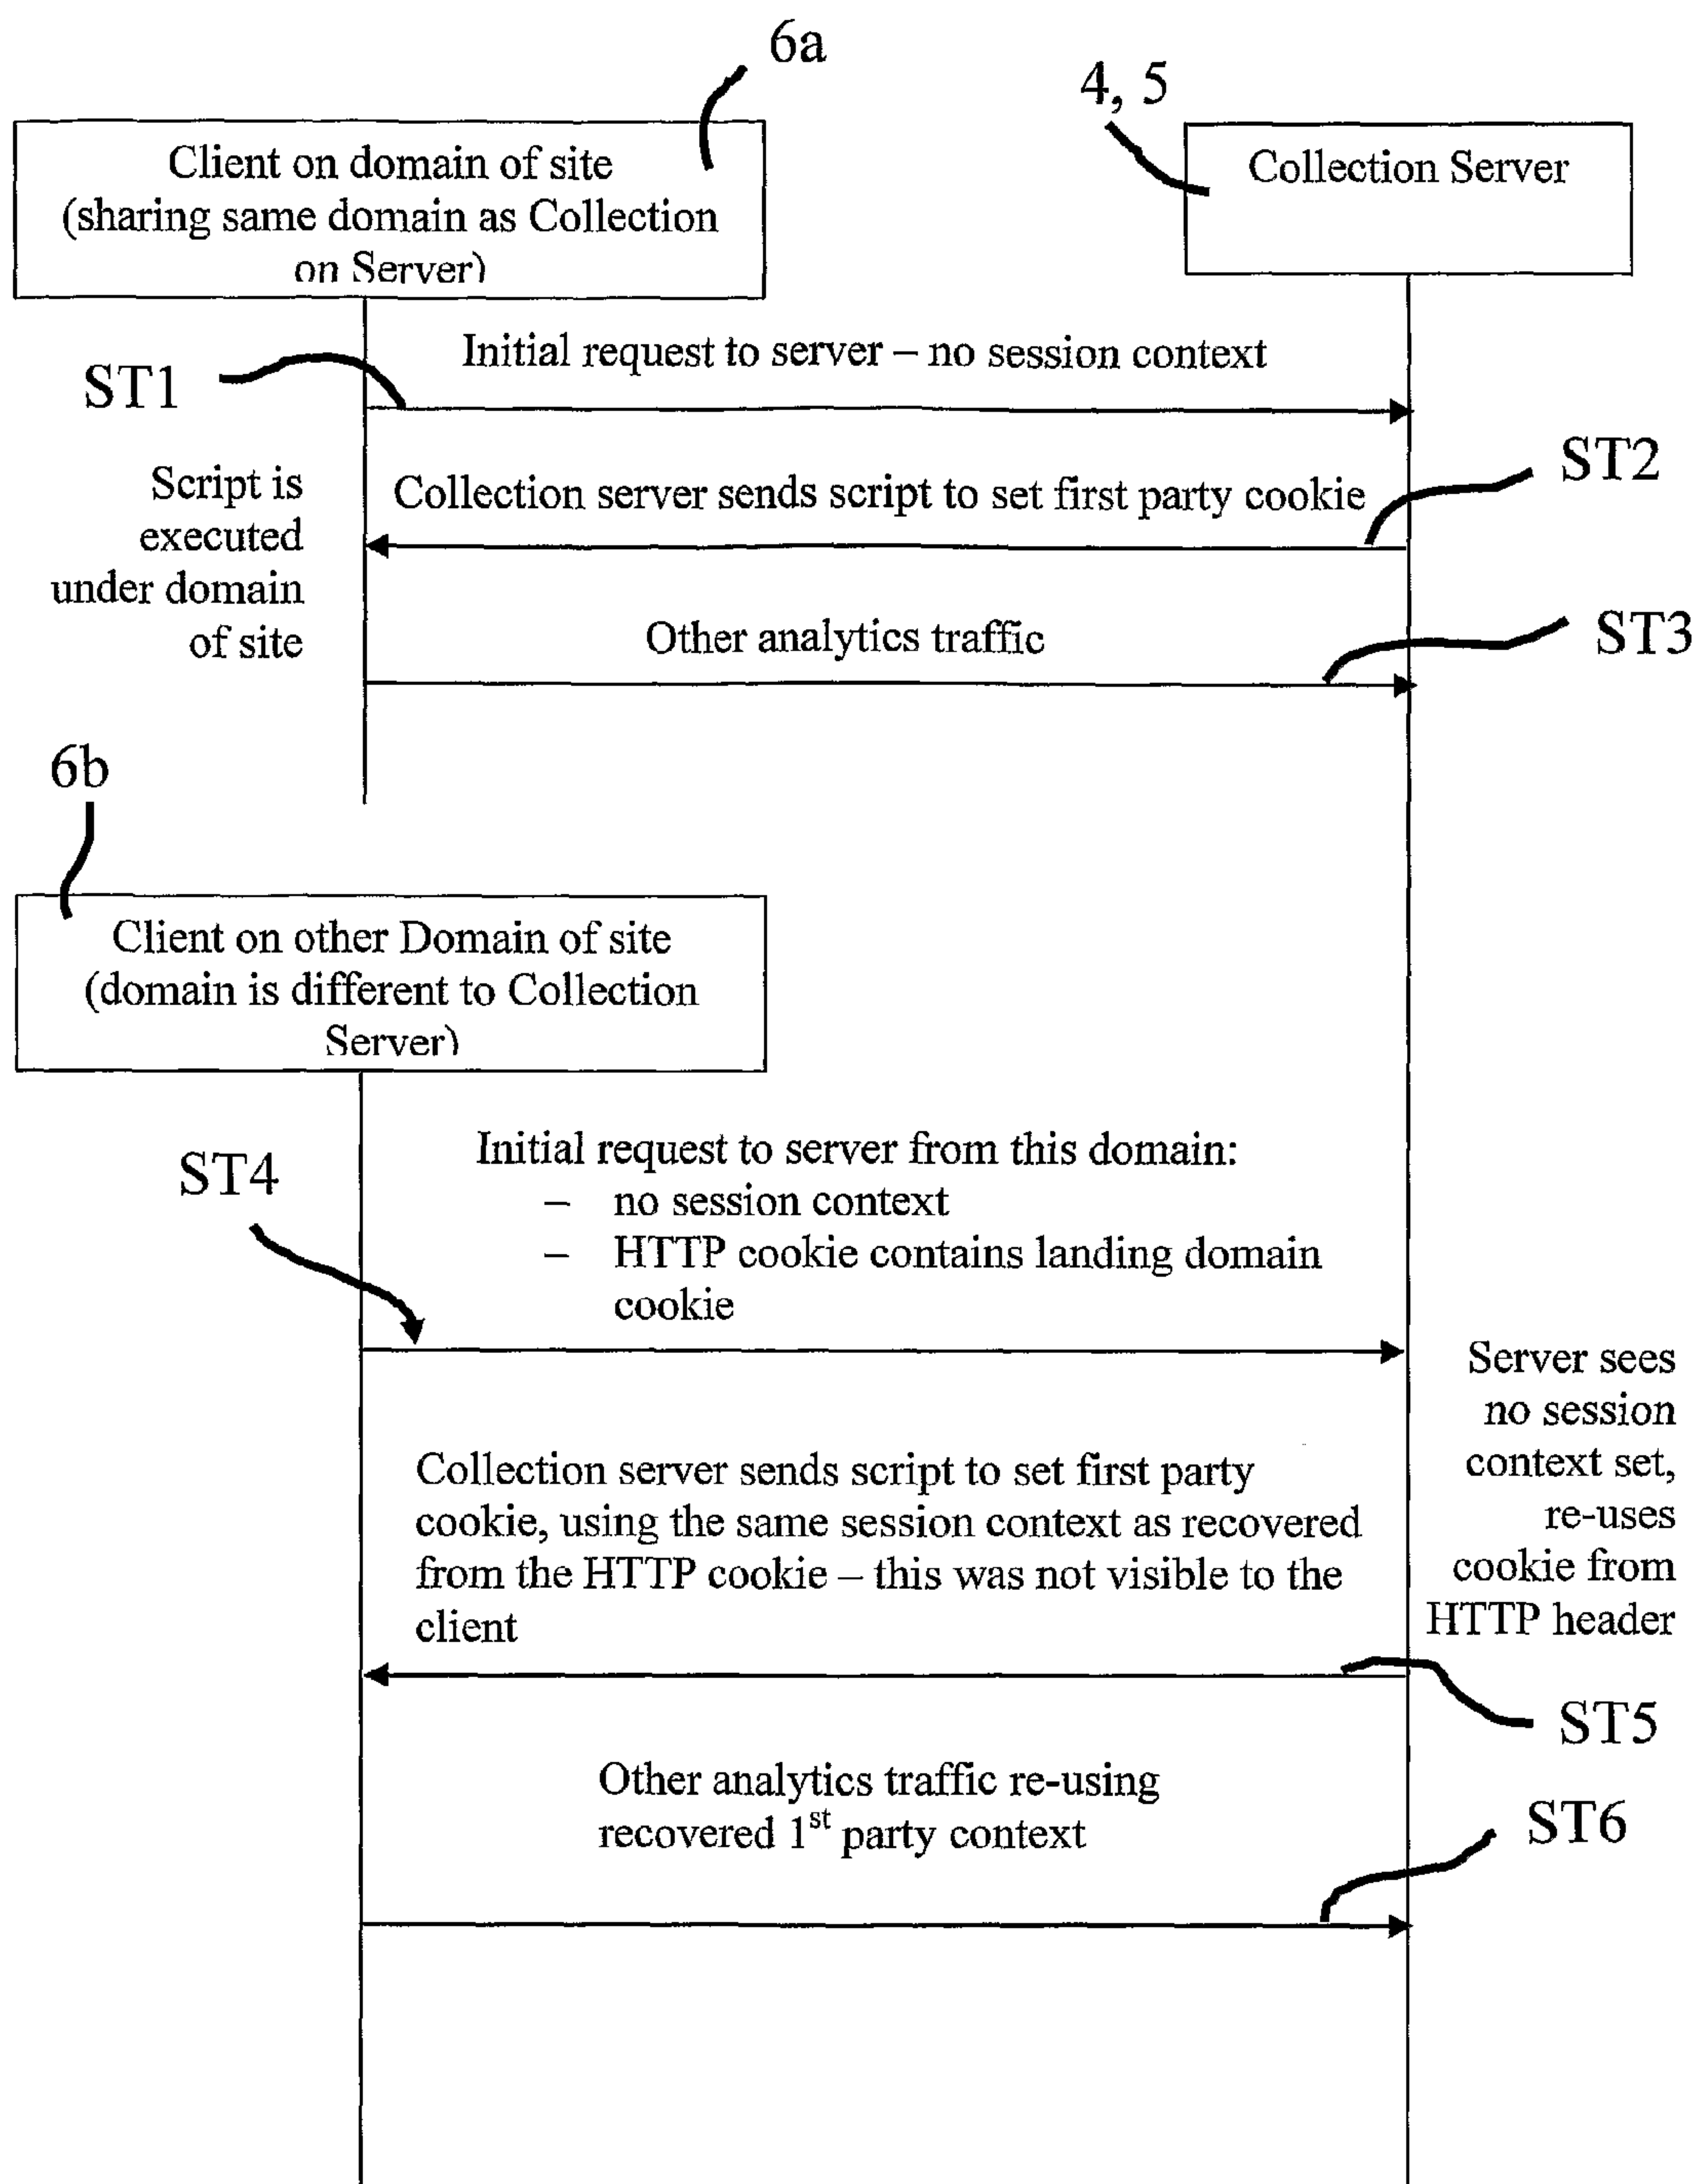 6a
4, 5
Client on domain of site
(sharing same domain as Collection
on Server)
Collection Server
Initial request to server – no session context
ST1
ST2
Script is
executed
under domain
of site
Collection server sends script to set first party cookie
Other analytics traffic
ST3
6b
Client on other Domain of site
(domain is different to Collection
Server)
ST4
Initial request to server from this domain:
– no session context
– HTTP cookie contains landing domain
cookie
Server sees
no session
context set,
re-uses
cookie from
HTTP header
Collection server sends script to set first party
cookie, using the same session context as recovered
from the HTTP cookie – this was not visible to the
client
ST5
Other analytics traffic re-using
recovered 1st party context
ST6